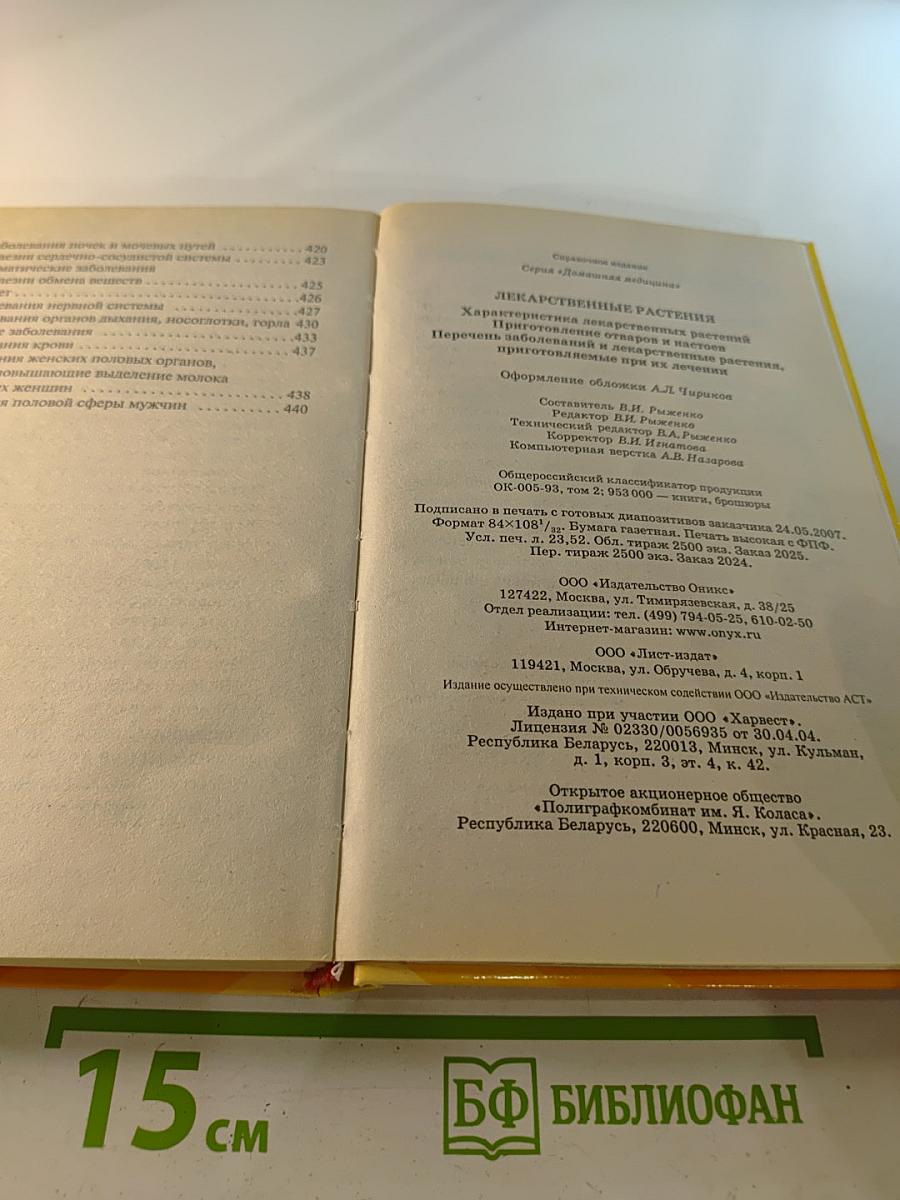 болевания почек и мочевых путей ........... 420
езни сердечно-сосудистой системы ......... 423
матические заболевания
езни обмена веществ ................... 425
ет ................................ 426
евания нервной системы ................ 427
вания органов дыхания, носоглотки, горла 430
е заболевания ........................ 433
ания крови .......................... 437
ния женских половых органов,
овышающие выделение молока
х женщин .......................... 438
я половой сферы мужчин ............. 440
Справочное издание
Серия «Домашняя медицина»
ЛЕКАРСТВЕННЫЕ РАСТЕНИЯ
Характеристика лекарственных растений
Приготовление отваров и настоев
Перечень заболеваний и лекарственные растения,
приготовляемые при их лечении
Оформление обложки А.Л. Чириков
Составитель В.И. Рыженко
Редактор В.И. Рыженко
Технический редактор В.А. Рыженко
Корректор В.И. Игнатова
Компьютерная верстка А.В. Назарова
Общероссийский классификатор продукции
ОК-005-93, том 2; 953 000 — книги, брошюры
Подписано в печать с готовых диапозитивов заказчика 24.05.2007.
Формат 84×108¹/₃₂. Бумага газетная. Печать высокая с ФПФ.
Усл. печ. л. 23,52. Обл. тираж 2500 экз. Заказ 2025.
Пер. тираж 2500 экз. Заказ 2024.
ООО «Издательство Оникс»
127422, Москва, ул. Тимирязевская, д. 38/25
Отдел реализации: тел. (499) 794-05-25, 610-02-50
Интернет-магазин: www.onyx.ru
ООО «Лист-издат»
119421, Москва, ул. Обручева, д. 4, корп. 1
Издание осуществлено при техническом содействии ООО «Издательство АСТ»
Издано при участии ООО «Харвест».
Лицензия № 02330/0056935 от 30.04.04.
Республика Беларусь, 220013, Минск, ул. Кульман,
д. 1, корп. 3, эт. 4, к. 42.
Открытое акционерное общество
«Полиграфкомбинат им. Я. Коласа».
Республика Беларусь, 220600, Минск, ул. Красная, 23.
15 см
БФ БИБЛИОФАН